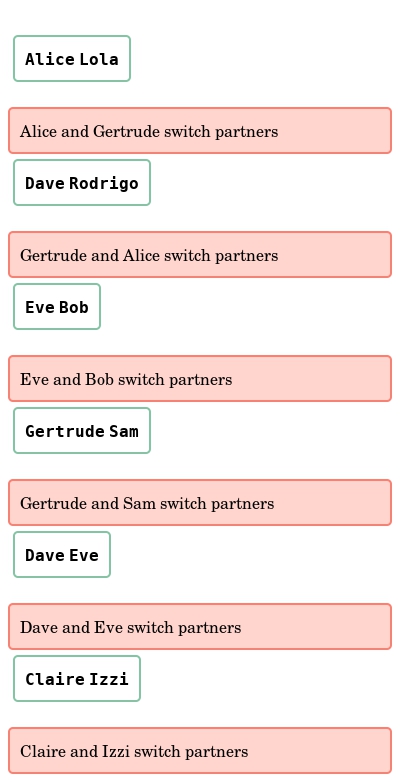 Alice Lola
Alice and Gertrude switch partners
Dave Rodrigo
Gertrude and Alice switch partners
Eve Bob
Eve and Bob switch partners
Gertrude Sam
Gertrude and Sam switch partners
Dave Eve
Dave and Eve switch partners
Claire Izzi
Claire and Izzi switch partners